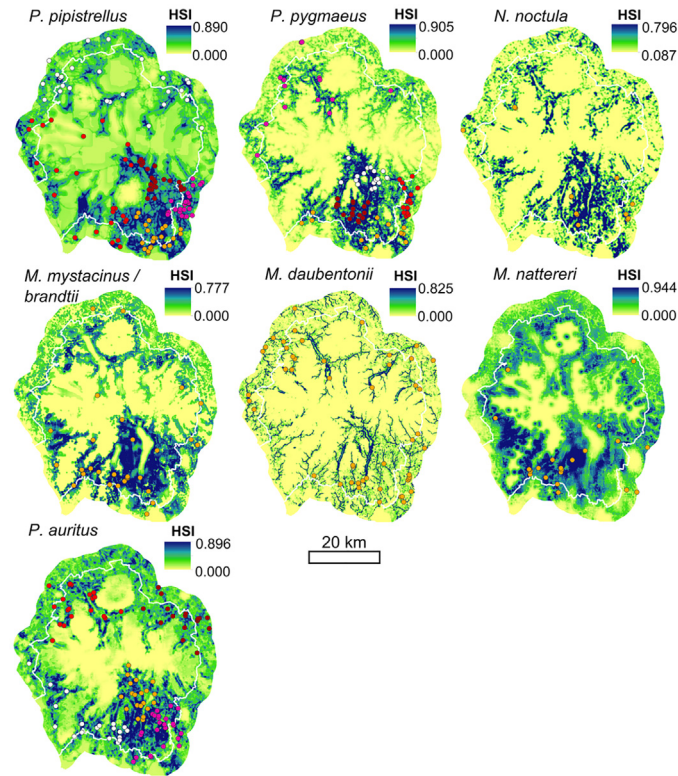 P. pipistrellus
HSI
0.890
0.000
P. pygmaeus
HSI
0.905
0.000
N. noctula
HSI
0.796
0.087
M. mystacinus /
brandtii
HSI
0.777
0.000
M. daubentonii
HSI
0.825
0.000
M. nattereri
HSI
0.944
0.000
P. auritus
HSI
0.896
0.000
20 km